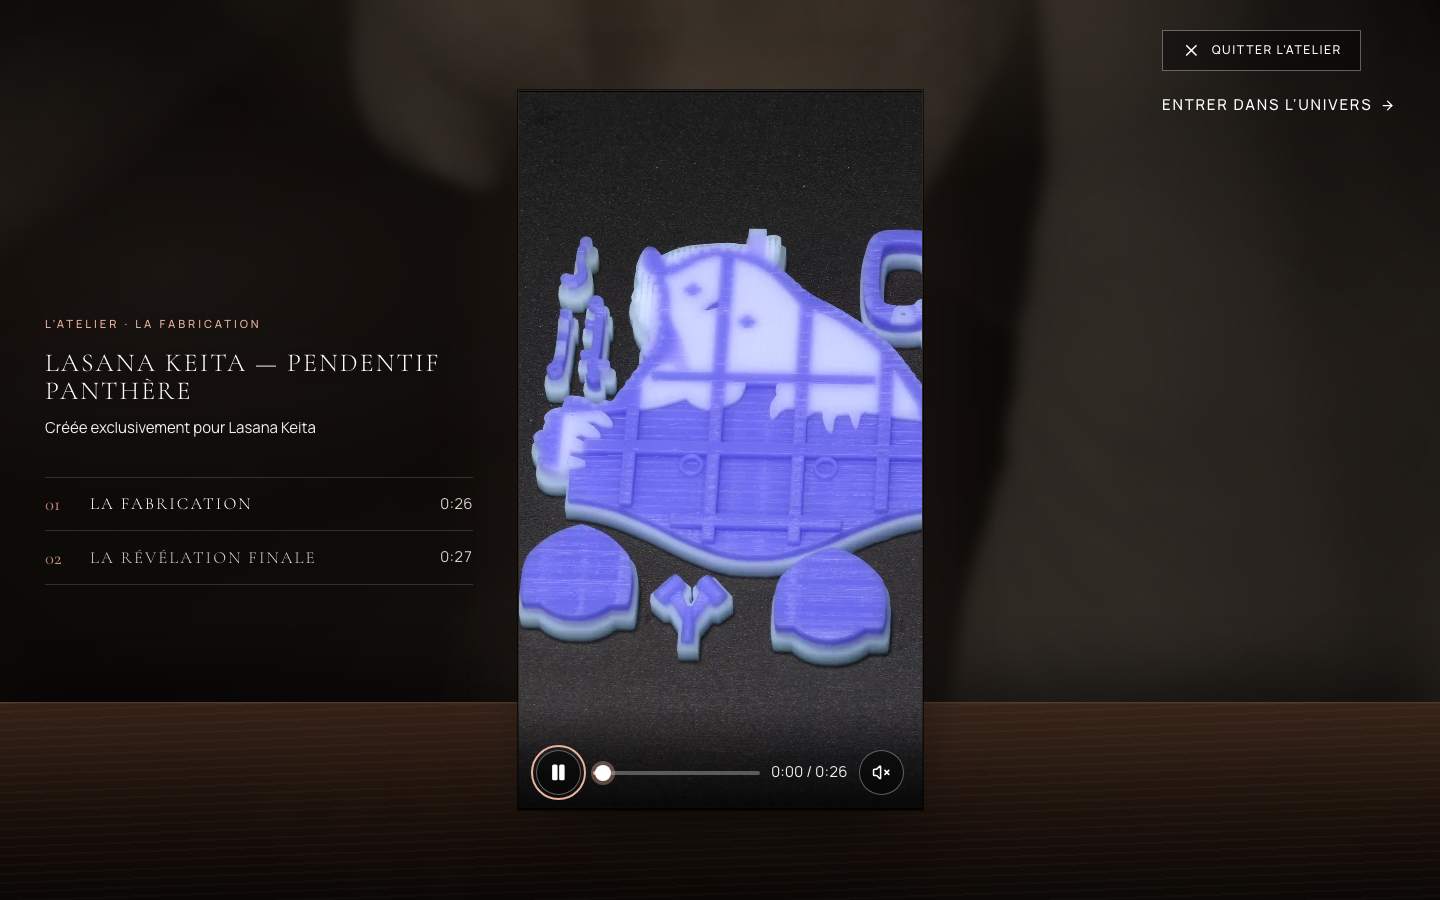 QUITTER L'ATELIER
ENTRER DANS L'UNIVERS →
L'ATELIER · LA FABRICATION
LASANA KEITA — PENDENTIF
PANTHÈRE
Créée exclusivement pour Lasana Keita
01 LA FABRICATION 0:26
02 LA RÉVÉLATION FINALE 0:27
0:00 / 0:26